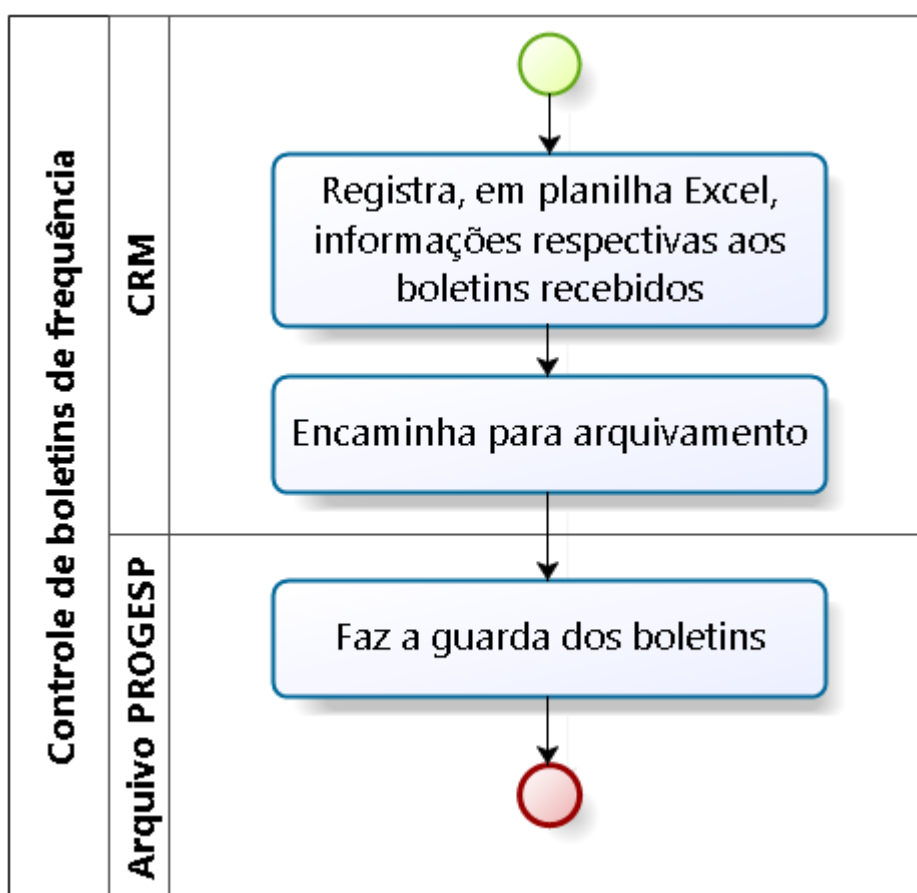 Controle de boletins de frequência
CRM
Registra, em planilha Excel,
informações respectivas aos
boletins recebidos
Encaminha para arquivamento
Arquivo PROGESP
Faz a guarda dos boletins